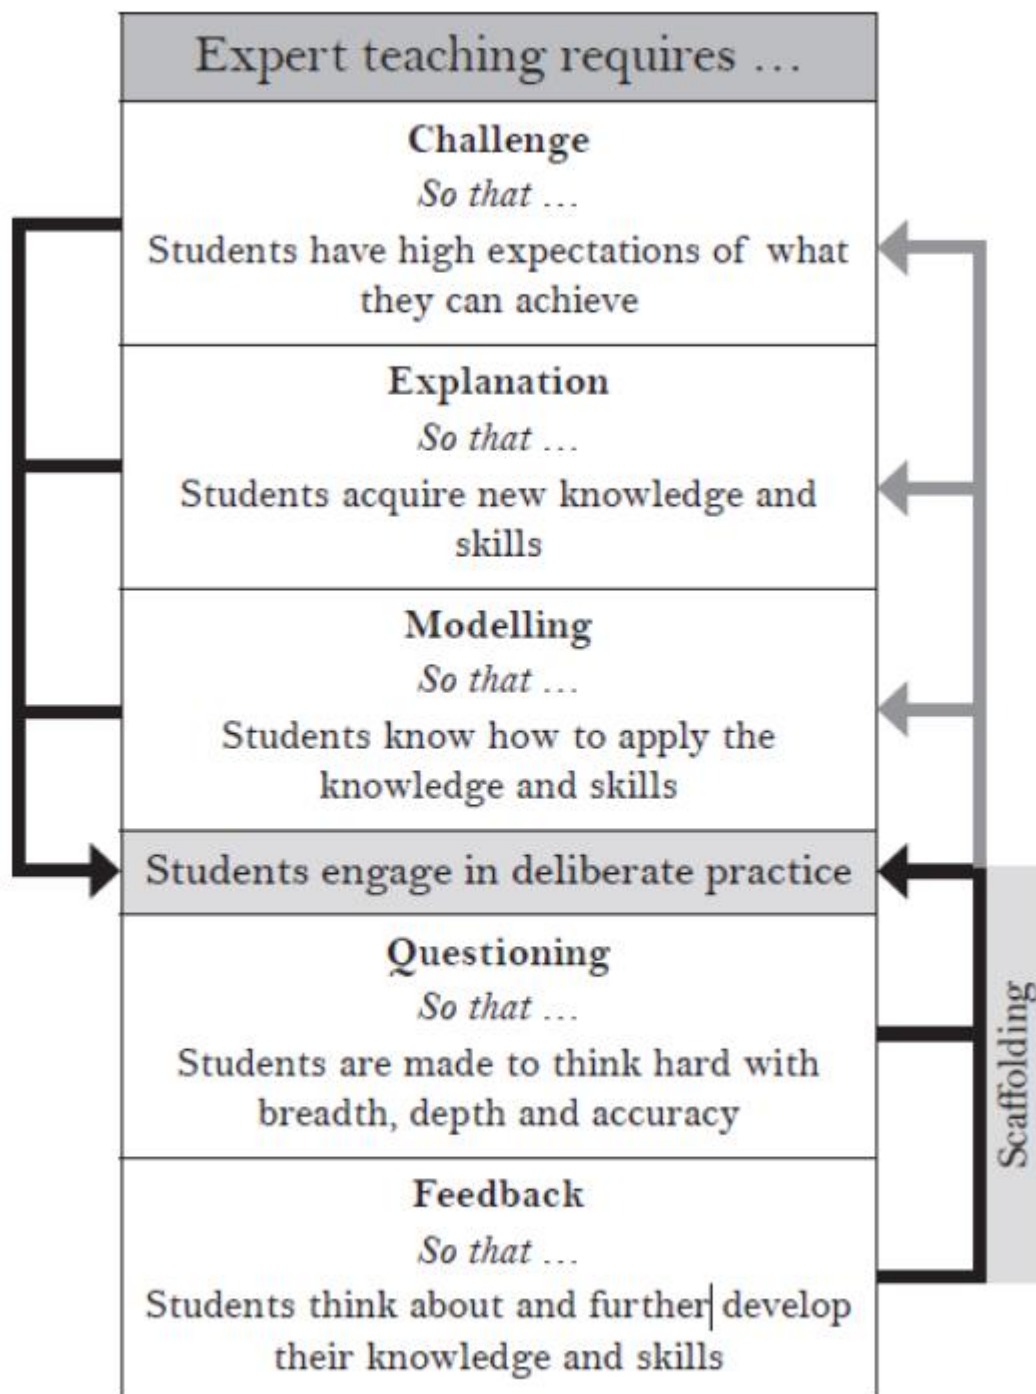 Expert teaching requires …
Challenge
So that …
Students have high expectations of what
they can achieve
Explanation
So that …
Students acquire new knowledge and
skills
Modelling
So that …
Students know how to apply the
knowledge and skills
Students engage in deliberate practice
Questioning
So that …
Students are made to think hard with
breadth, depth and accuracy
Feedback
So that …
Students think about and further develop
their knowledge and skills
Scaffolding